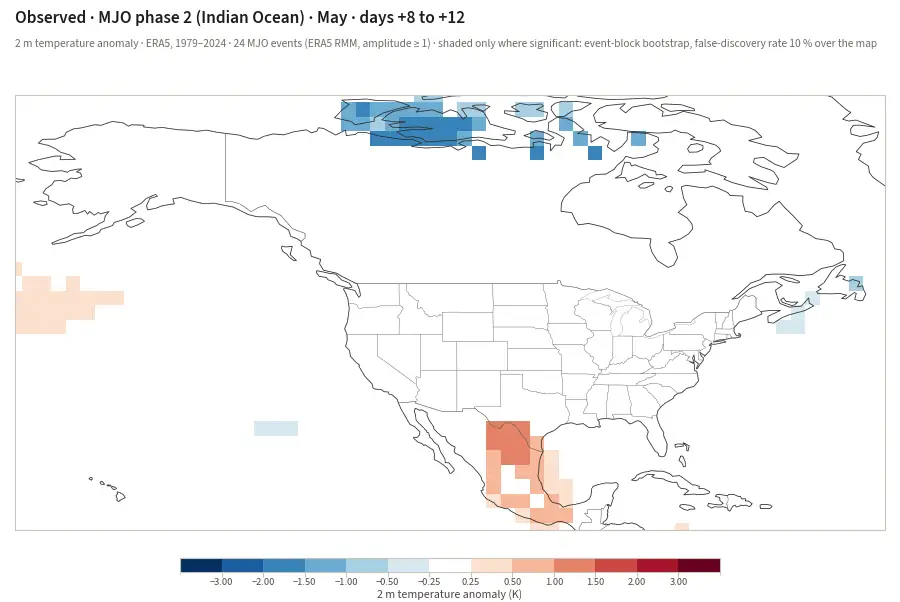 Observed · MJO phase 2 (Indian Ocean) · May · days +8 to +12
2 m temperature anomaly · ERA5, 1979–2024 · 24 MJO events (ERA5 RMM, amplitude ≥ 1) · shaded only where significant: event-block bootstrap, false-discovery rate 10 % over the map
−3.00 −2.00 −1.50 −1.00 −0.50 −0.25 0.25 0.50 1.00 1.50 2.00 3.00
2 m temperature anomaly (K)